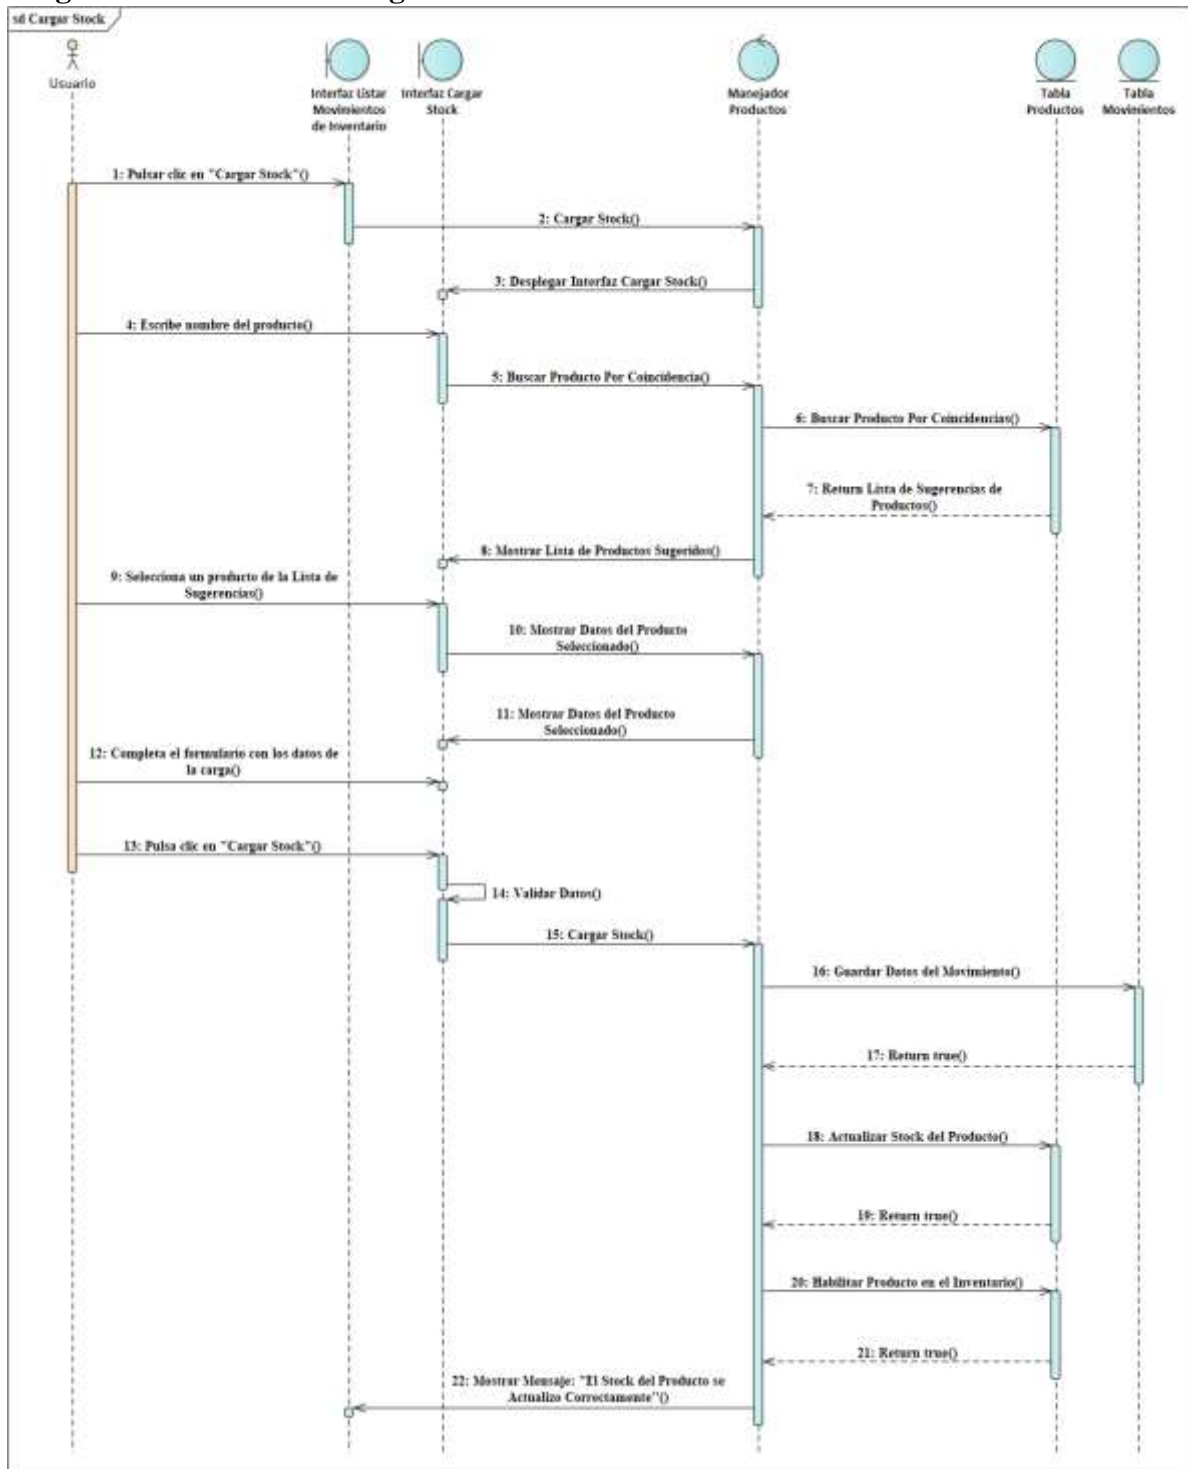 sd Cargar Stock
Usuario
Interfaz Listar
Movimientos
de Inventario
Interfaz Cargar
Stock
Manejador
Productos
Tabla
Productos
Tabla
Movimientos
1: Pulsar clic en "Cargar Stock"()
2: Cargar Stock()
3: Desplegar Interfaz Cargar Stock()
4: Escribe nombre del producto()
5: Buscar Producto Por Coincidencia()
6: Buscar Producto Por Coincidencias()
7: Return Lista de Sugerencias de
Productos()
8: Mostrar Lista de Productos Sugeridos()
9: Selecciona un producto de la Lista de
Sugerencias()
10: Mostrar Datos del Producto
Seleccionado()
11: Mostrar Datos del Producto
Seleccionado()
12: Completa el formulario con los datos de
la carga()
13: Pulsa clic en "Cargar Stock"()
14: Validar Datos()
15: Cargar Stock()
16: Guardar Datos del Movimiento()
17: Return true()
18: Actualizar Stock del Producto()
19: Return true()
20: Habilitar Producto en el Inventario()
21: Return true()
22: Mostrar Mensaje: "El Stock del Producto se
Actualizo Correctamente"()